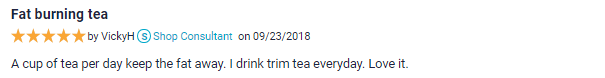 Fat burning tea
by VickyH S Shop Consultant on 09/23/2018
A cup of tea per day keep the fat away. I drink trim tea everyday. Love it.